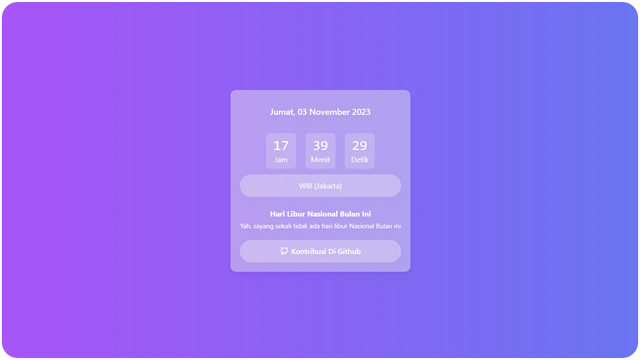 Jumat, 03 November 2023
17 39 29
Jam Menit Detik
WIB (Jakarta)
Hari Libur Nasional Bulan Ini
Yah, sayang sekali tidak ada hari libur Nasional Bulan ini
Kontribusi Di Github